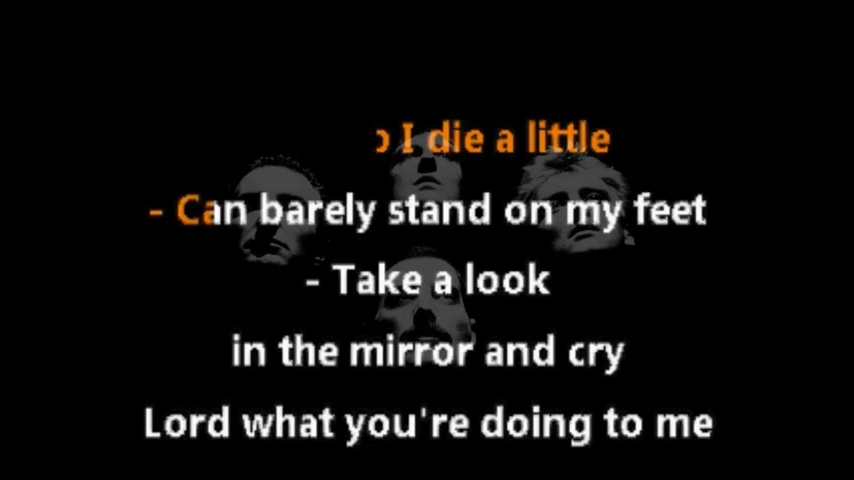 I die a little
- Can barely stand on my feet
- Take a look
in the mirror and cry
Lord what you're doing to me